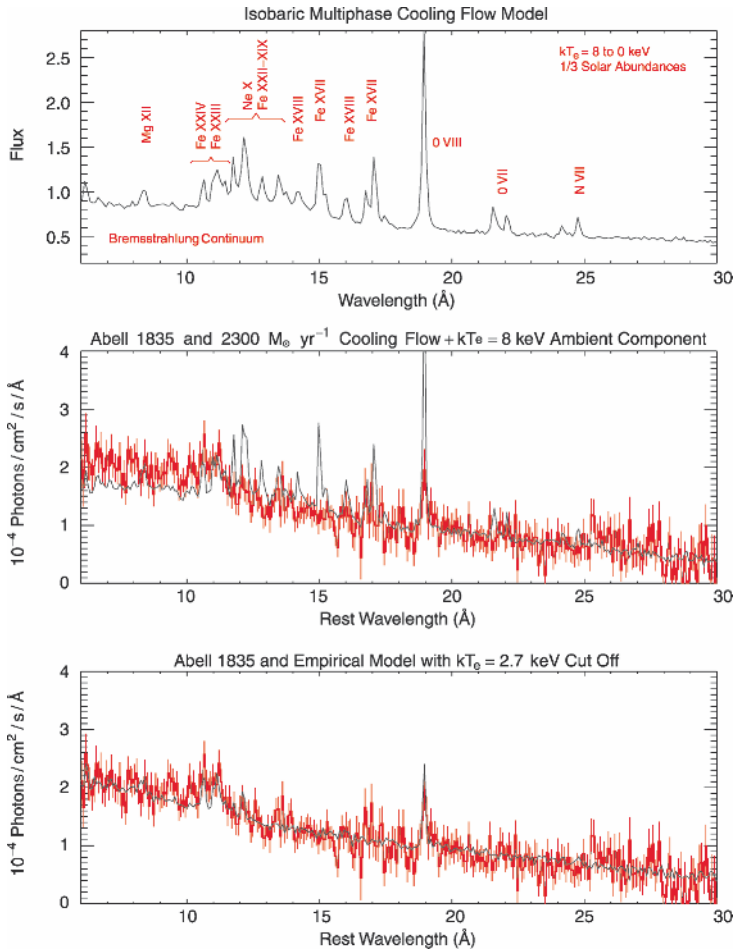 Isobaric Multiphase Cooling Flow Model
kTe = 8 to 0 keV
1/3 Solar Abundances
Mg XII
Fe XXIV
Fe XXIII
Ne X
Fe XXII–XIX
Fe XVIII
Fe XVII
Fe XVIII
Fe XVII
O VIII
O VII
N VII
Bremsstrahlung Continuum
Flux
2.5
2.0
1.5
1.0
0.5
10 15 20 25 30
Wavelength (Å)
Abell 1835 and 2300 M⊙ yr⁻¹ Cooling Flow + kTe = 8 keV Ambient Component
10⁻⁴ Photons/cm²/s/Å
4
3
2
1
0
10 15 20 25 30
Rest Wavelength (Å)
Abell 1835 and Empirical Model with kTe = 2.7 keV Cut Off
10⁻⁴ Photons/cm²/s/Å
4
3
2
1
0
10 15 20 25 30
Rest Wavelength (Å)